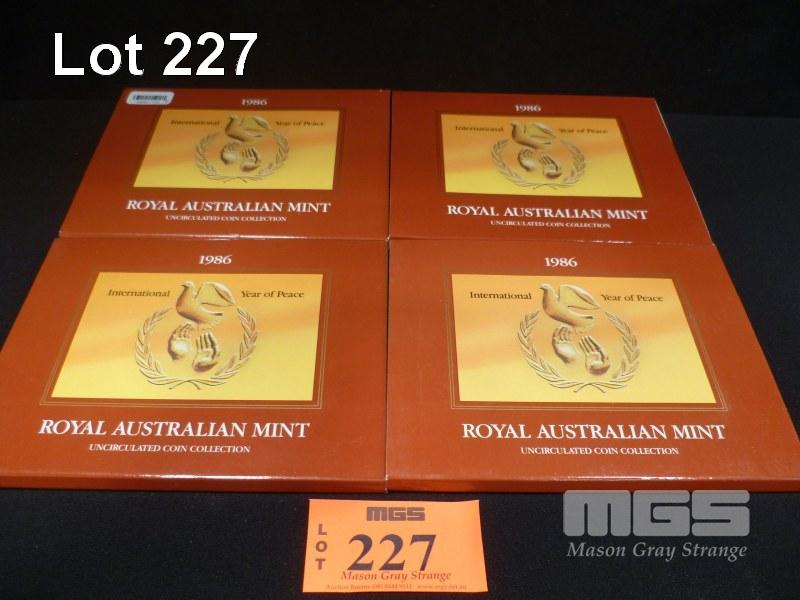 Lot 227
1986
International Year of Peace
ROYAL AUSTRALIAN MINT
UNCIRCULATED COIN COLLECTION
1986
International Year of Peace
ROYAL AUSTRALIAN MINT
UNCIRCULATED COIN COLLECTION
1986
International Year of Peace
ROYAL AUSTRALIAN MINT
UNCIRCULATED COIN COLLECTION
1986
International Year of Peace
ROYAL AUSTRALIAN MINT
UNCIRCULATED COIN COLLECTION
MGS
LOT 227
Mason Gray Strange
Auction Rooms
MGS
Mason Gray Strange